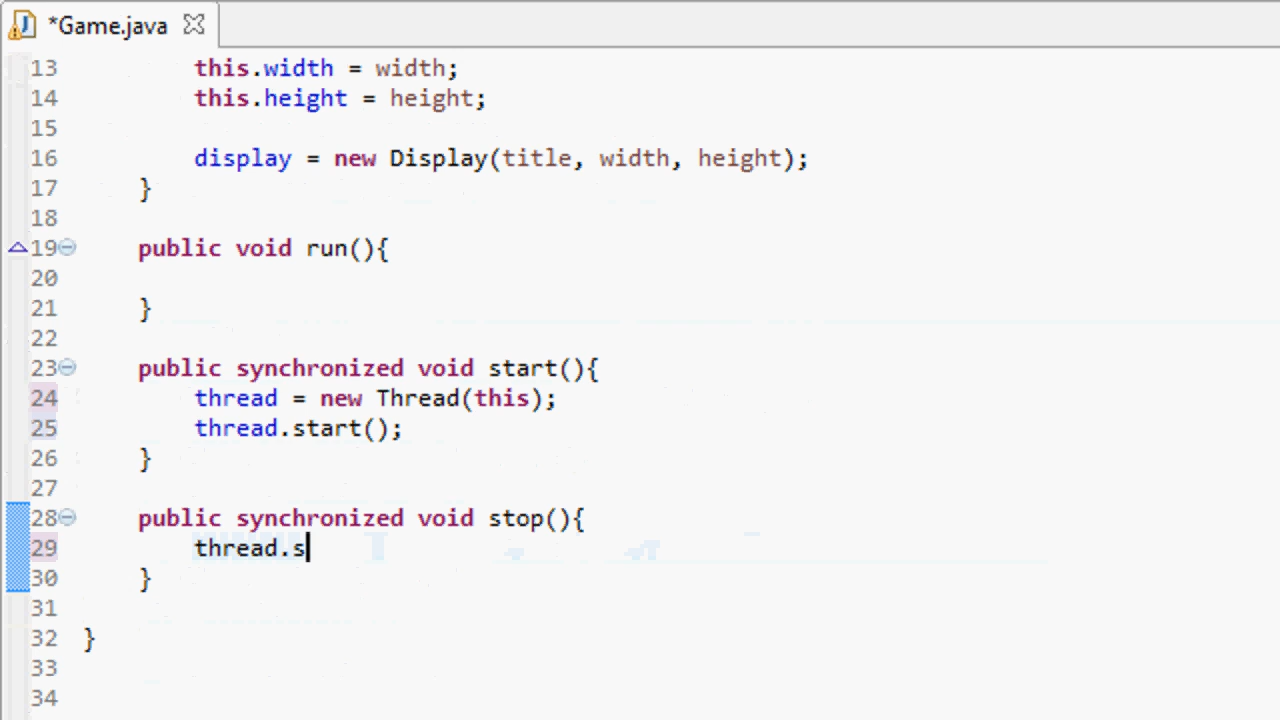 *Game.java
13 this.width = width;
14 this.height = height;
15
16 display = new Display(title, width, height);
17 }
18
19 public void run(){
20
21 }
22
23 public synchronized void start(){
24 thread = new Thread(this);
25 thread.start();
26 }
27
28 public synchronized void stop(){
29 thread.s
30 }
31
32 }
33
34